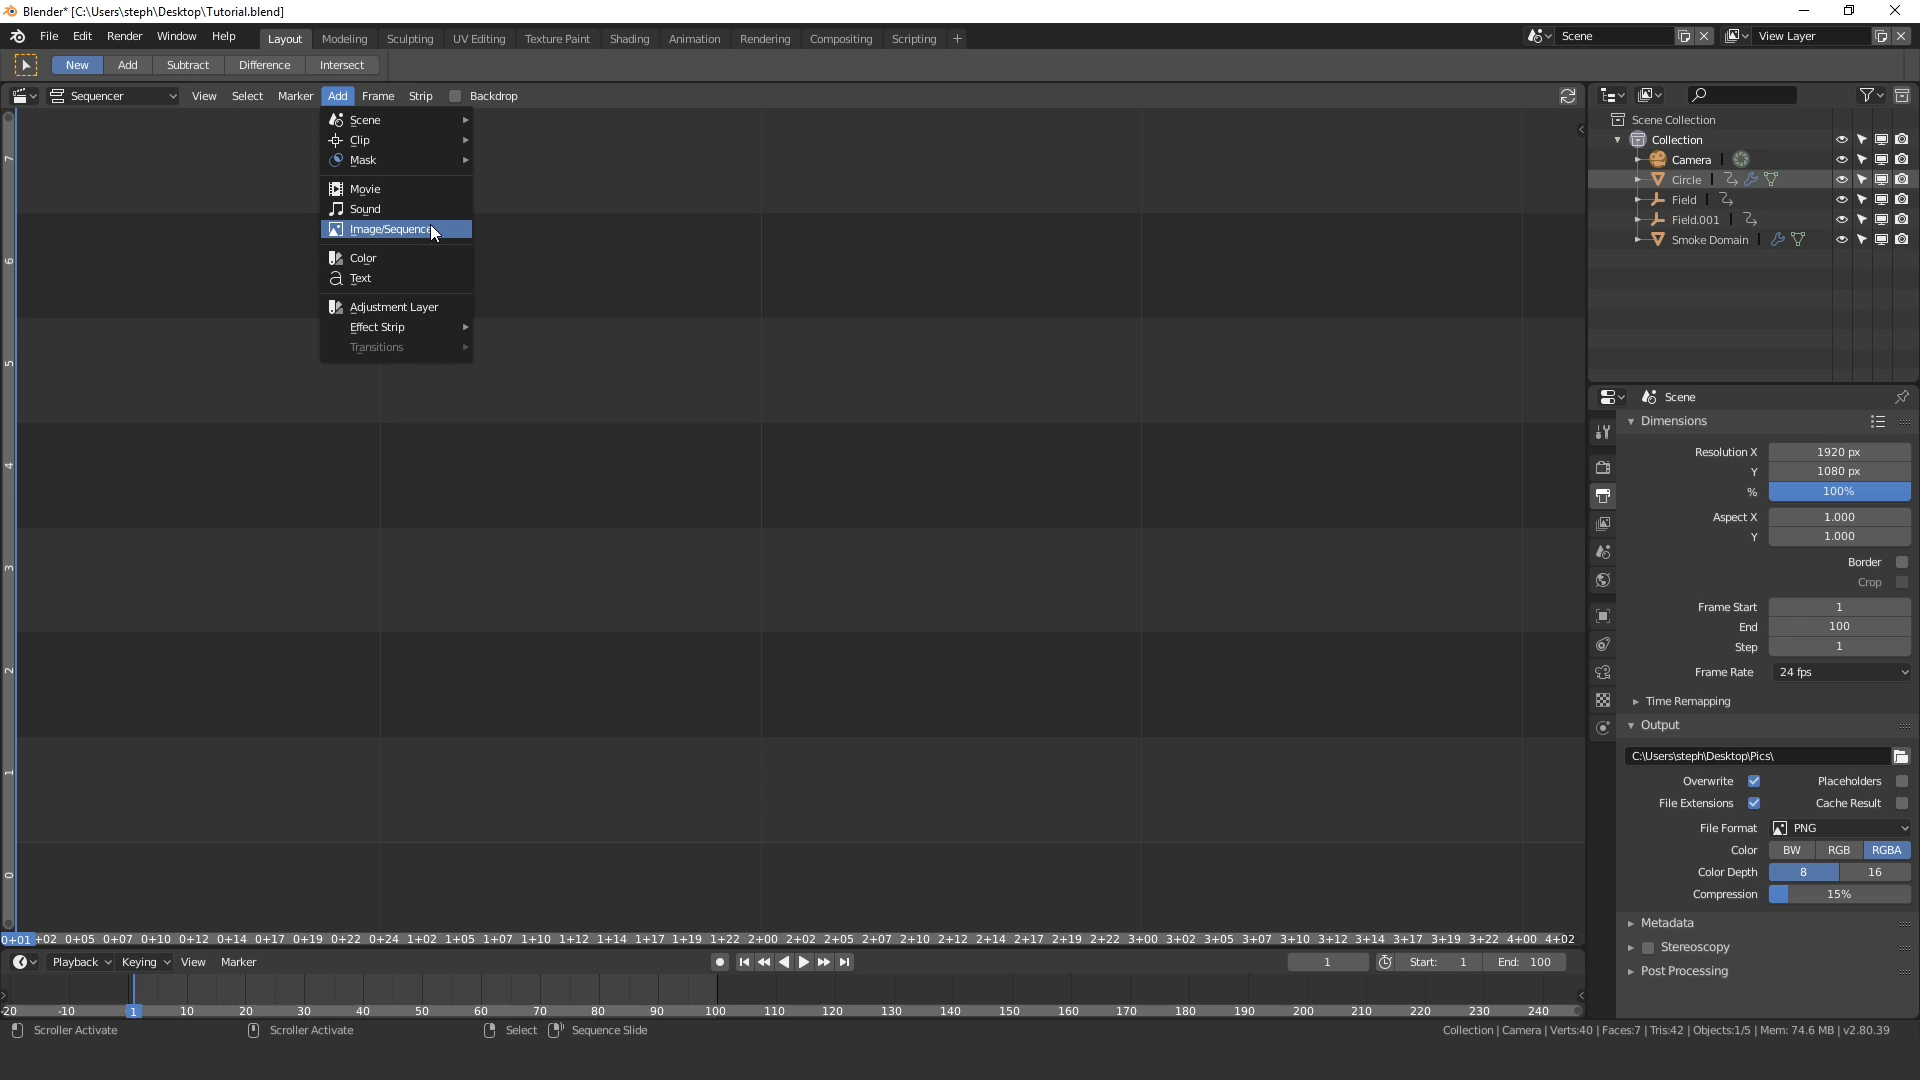 Blender* [C:\Users\steph\Desktop\Tutorial.blend]
File Edit Render Window Help Layout Modeling Sculpting UV Editing Texture Paint Shading Animation Rendering Compositing Scripting + Scene View Layer
New Add Subtract Difference Intersect
Sequencer View Select Marker Add Frame Strip Backdrop
Scene
Clip
Mask
Movie
Sound
Image/Sequence
Color
Text
Adjustment Layer
Effect Strip
Transitions
7
6
5
4
3
2
1
0
0+01 +02 0+05 0+07 0+10 0+12 0+14 0+17 0+19 0+22 0+24 1+02 1+05 1+07 1+10 1+12 1+14 1+17 1+19 1+22 2+00 2+02 2+05 2+07 2+10 2+12 2+14 2+17 2+19 2+22 3+00 3+02 3+05 3+07 3+10 3+12 3+14 3+17 3+19 3+22 4+00 4+02
Playback Keying View Marker 1 Start: 1 End: 100
-20 -10 1 10 20 30 40 50 60 70 80 90 100 110 120 130 140 150 160 170 180 190 200 210 220 230 240
Scroller Activate Scroller Activate Select Sequence Slide Collection | Camera | Verts:40 | Faces:7 | Tris:42 | Objects:1/5 | Mem: 74.6 MB | v2.80.39
Scene Collection
Collection
Camera
Circle
Field
Field.001
Smoke Domain
Scene
Dimensions
Resolution X 1920 px
Y 1080 px
% 100%
Aspect X 1.000
Y 1.000
Border
Crop
Frame Start 1
End 100
Step 1
Frame Rate 24 fps
Time Remapping
Output
C:\Users\steph\Desktop\Pics\
Overwrite Placeholders
File Extensions Cache Result
File Format PNG
Color BW RGB RGBA
Color Depth 8 16
Compression 15%
Metadata
Stereoscopy
Post Processing